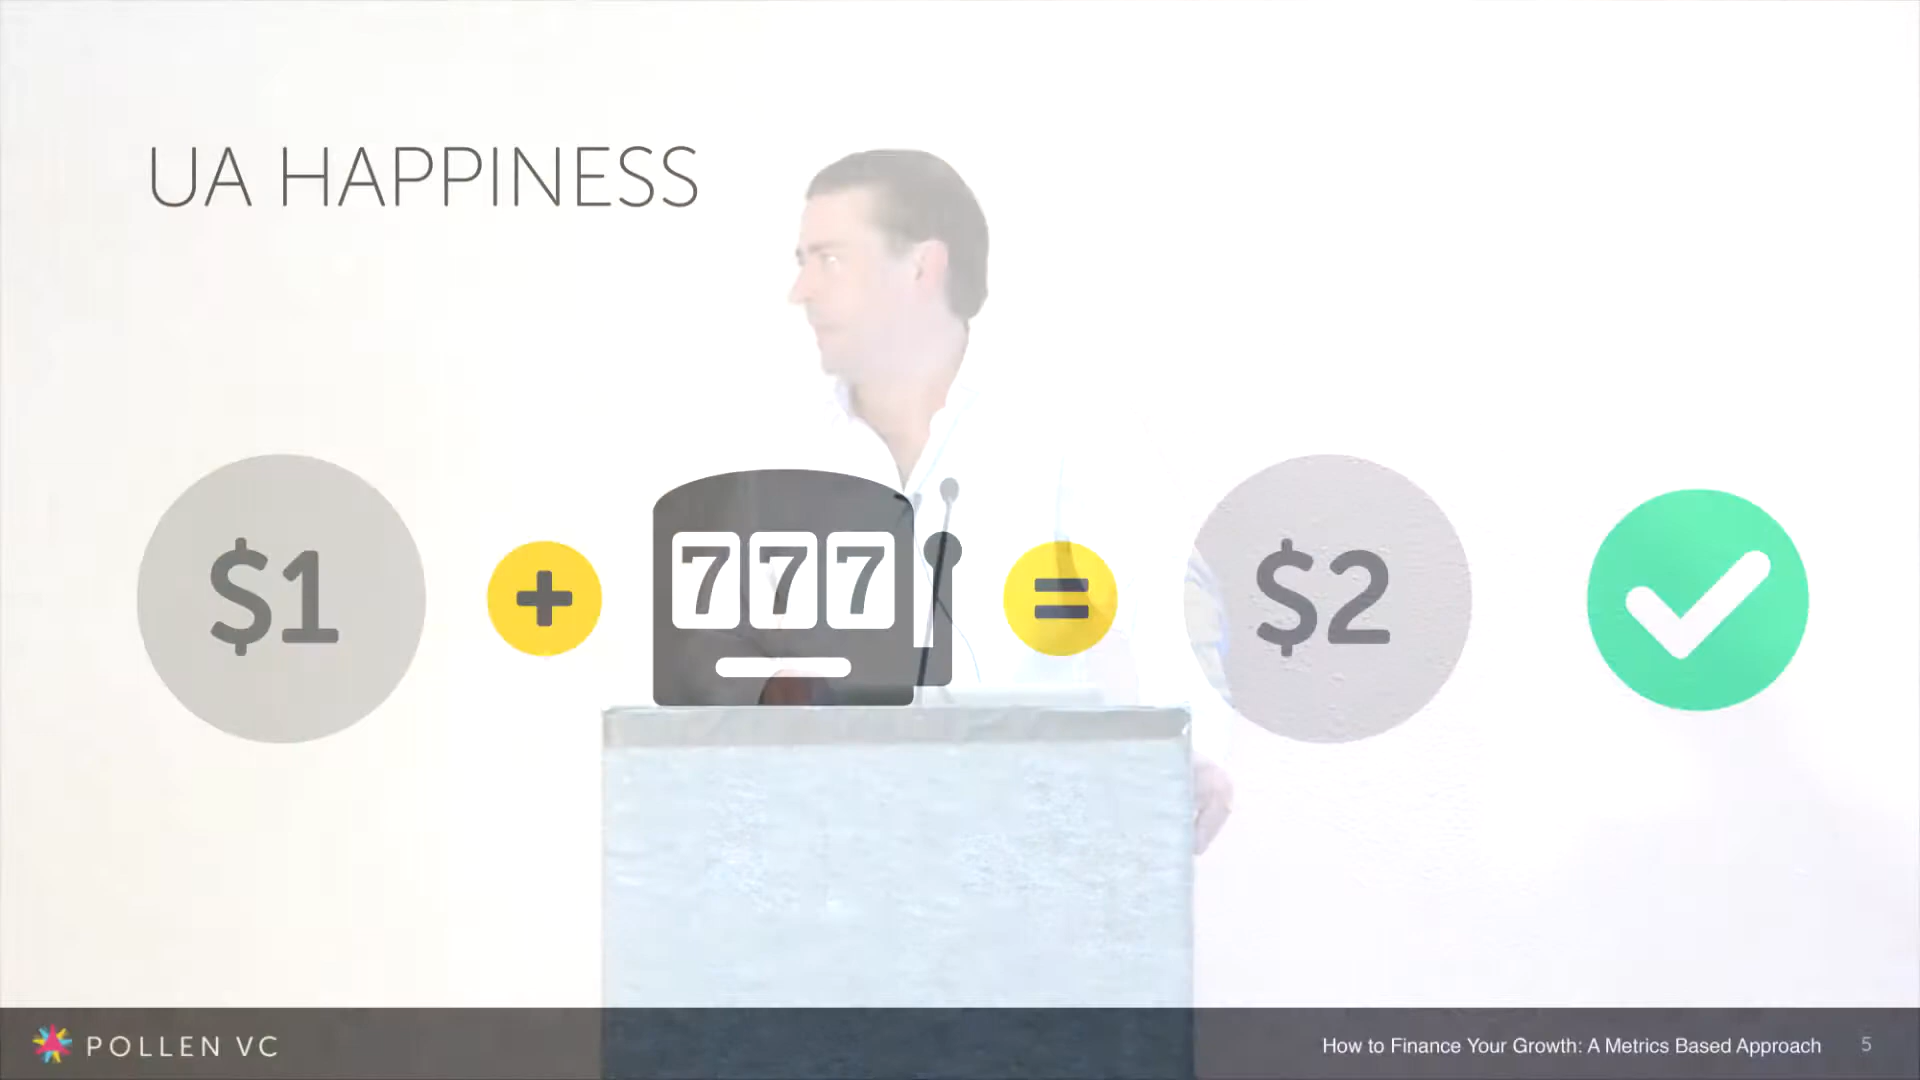 UA HAPPINESS
$1 + 777 = $2
POLLEN VC
How to Finance Your Growth: A Metrics Based Approach 5